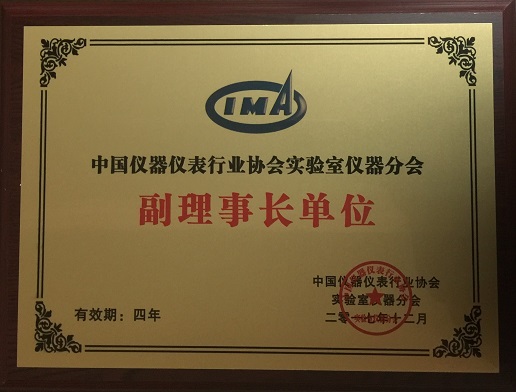 IMA
中国仪器仪表行业协会实验室仪器分会
副理事长单位
中国仪器仪表行业协会
实验室仪器分会
有效期：四年
二零一七年十二月